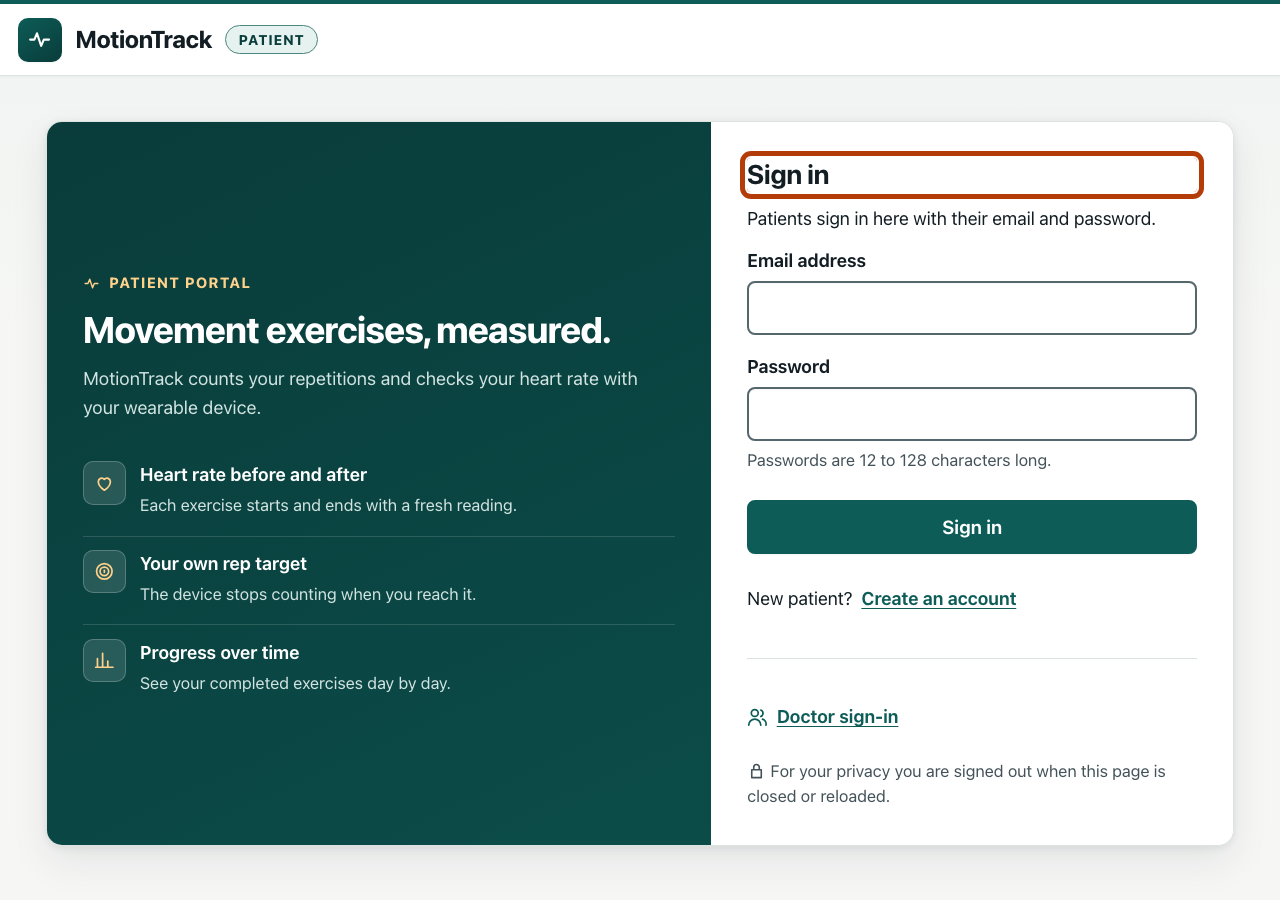 MotionTrack PATIENT
PATIENT PORTAL
Movement exercises, measured.
MotionTrack counts your repetitions and checks your heart rate with
your wearable device.
Heart rate before and after
Each exercise starts and ends with a fresh reading.
Your own rep target
The device stops counting when you reach it.
Progress over time
See your completed exercises day by day.
Sign in
Patients sign in here with their email and password.
Email address
Password
Passwords are 12 to 128 characters long.
Sign in
New patient? Create an account
Doctor sign-in
For your privacy you are signed out when this page is
closed or reloaded.